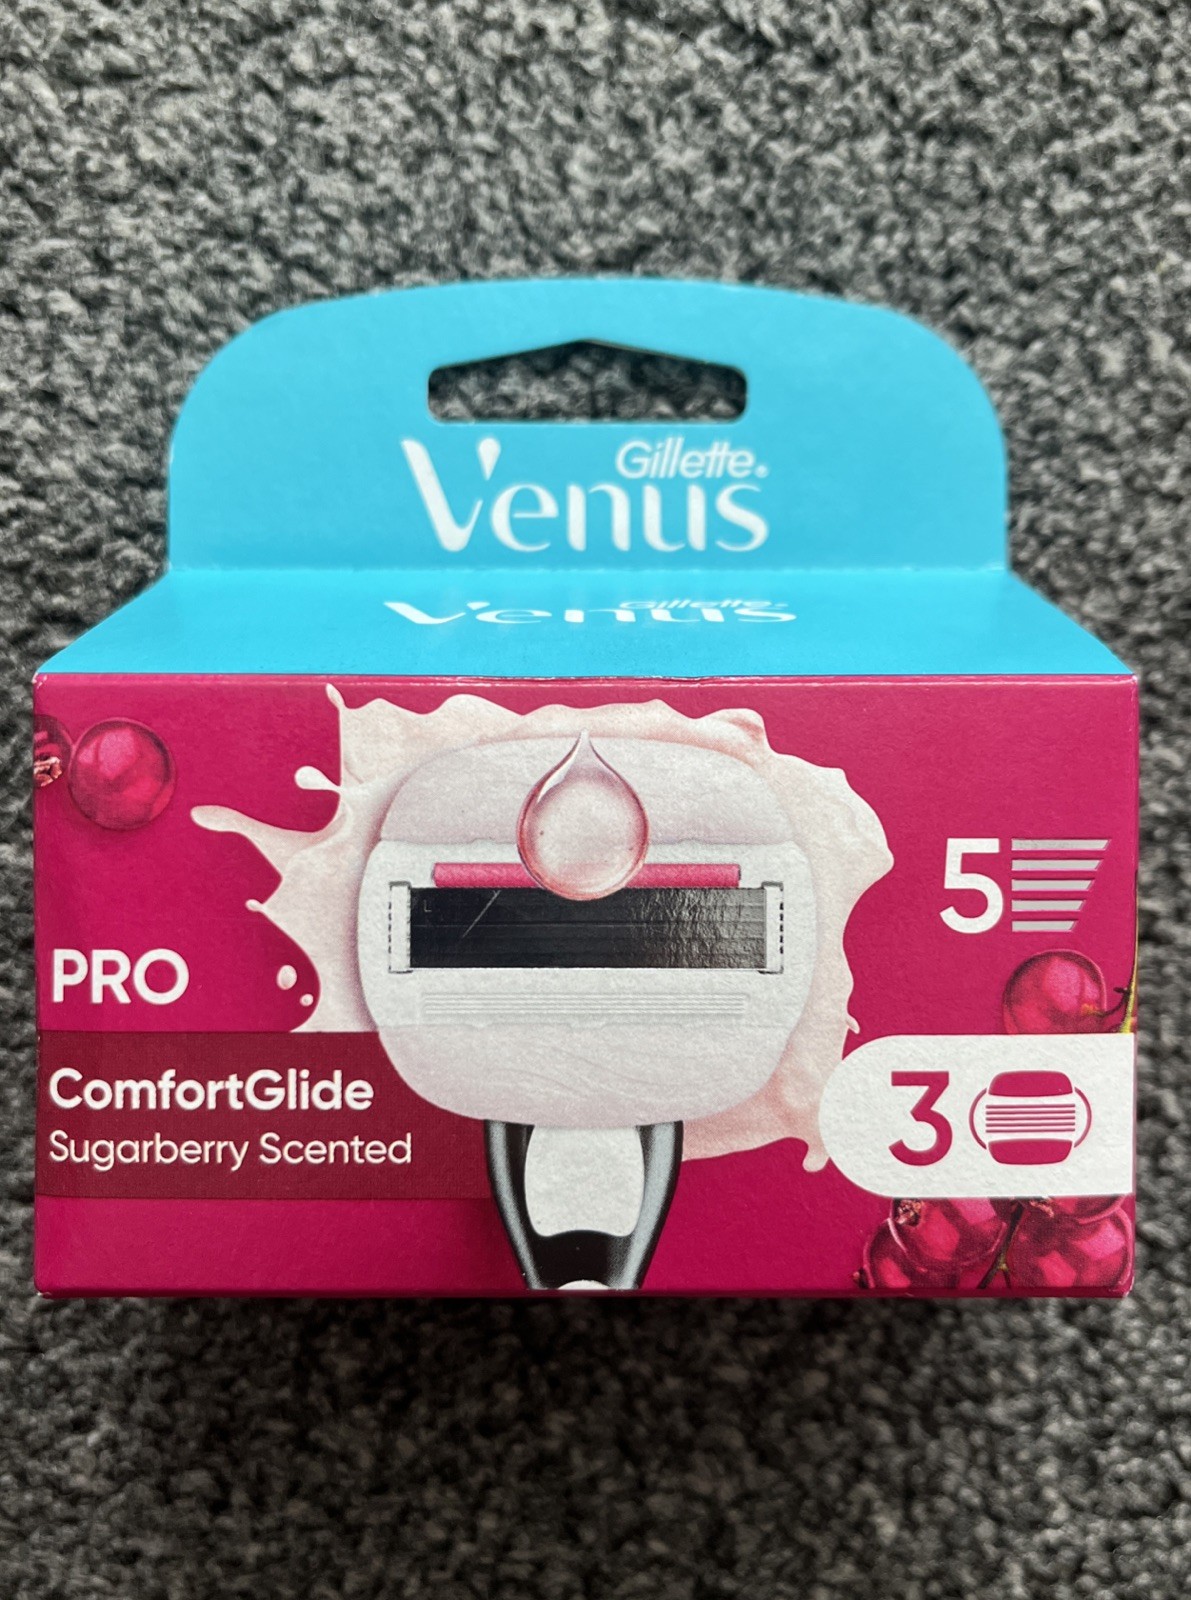 Gillette®
Venus
Gillette®
Venus
5
PRO
ComfortGlide
Sugarberry Scented
3